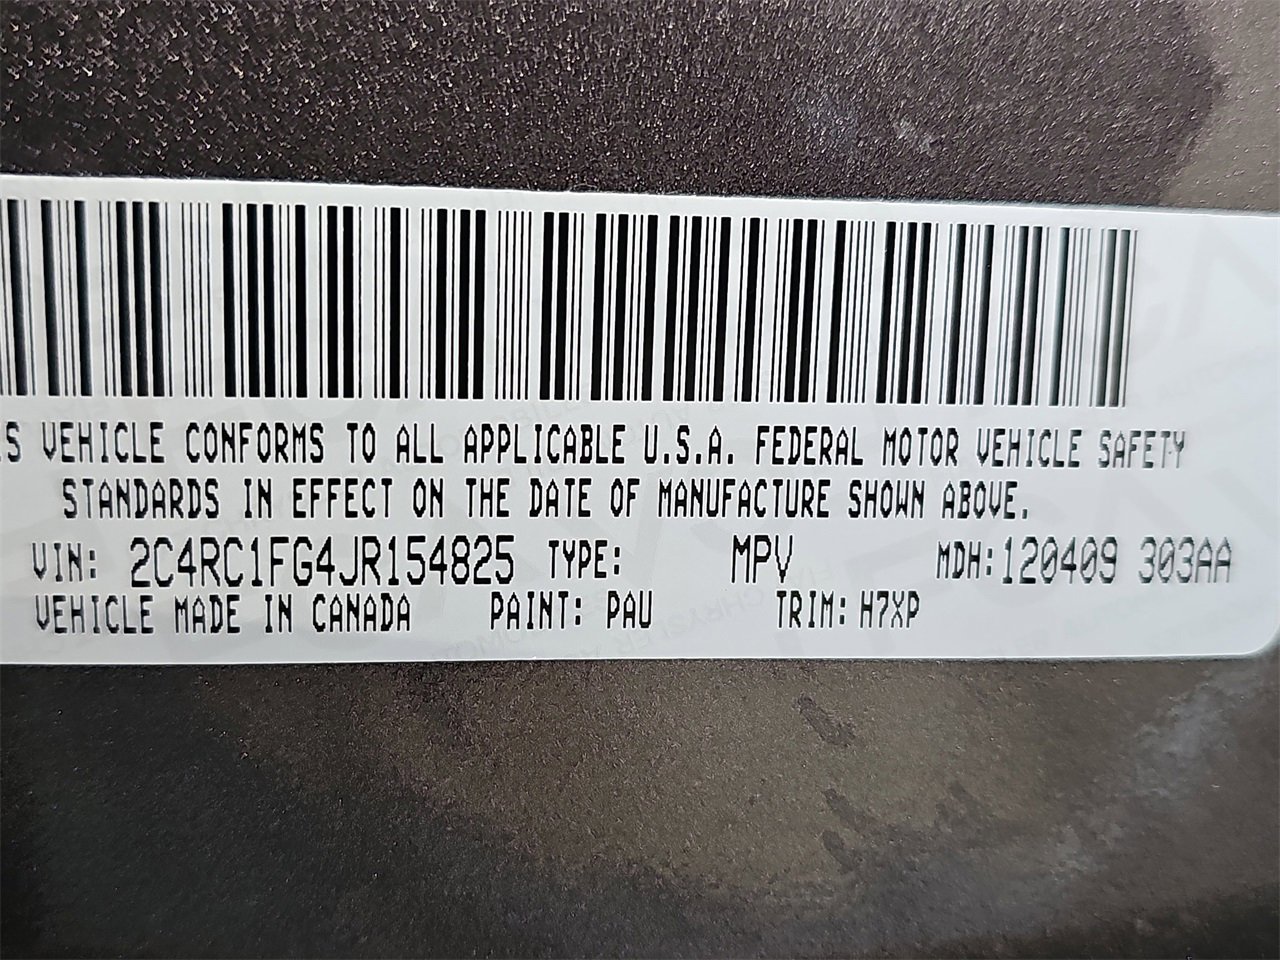 S VEHICLE CONFORMS TO ALL APPLICABLE U.S.A. FEDERAL MOTOR VEHICLE SAFETY
STANDARDS IN EFFECT ON THE DATE OF MANUFACTURE SHOWN ABOVE.
VIN: 2C4RC1FG4JR154825 TYPE: MPV MDH:120409 303AA
VEHICLE MADE IN CANADA PAINT: PAU TRIM: H7XP